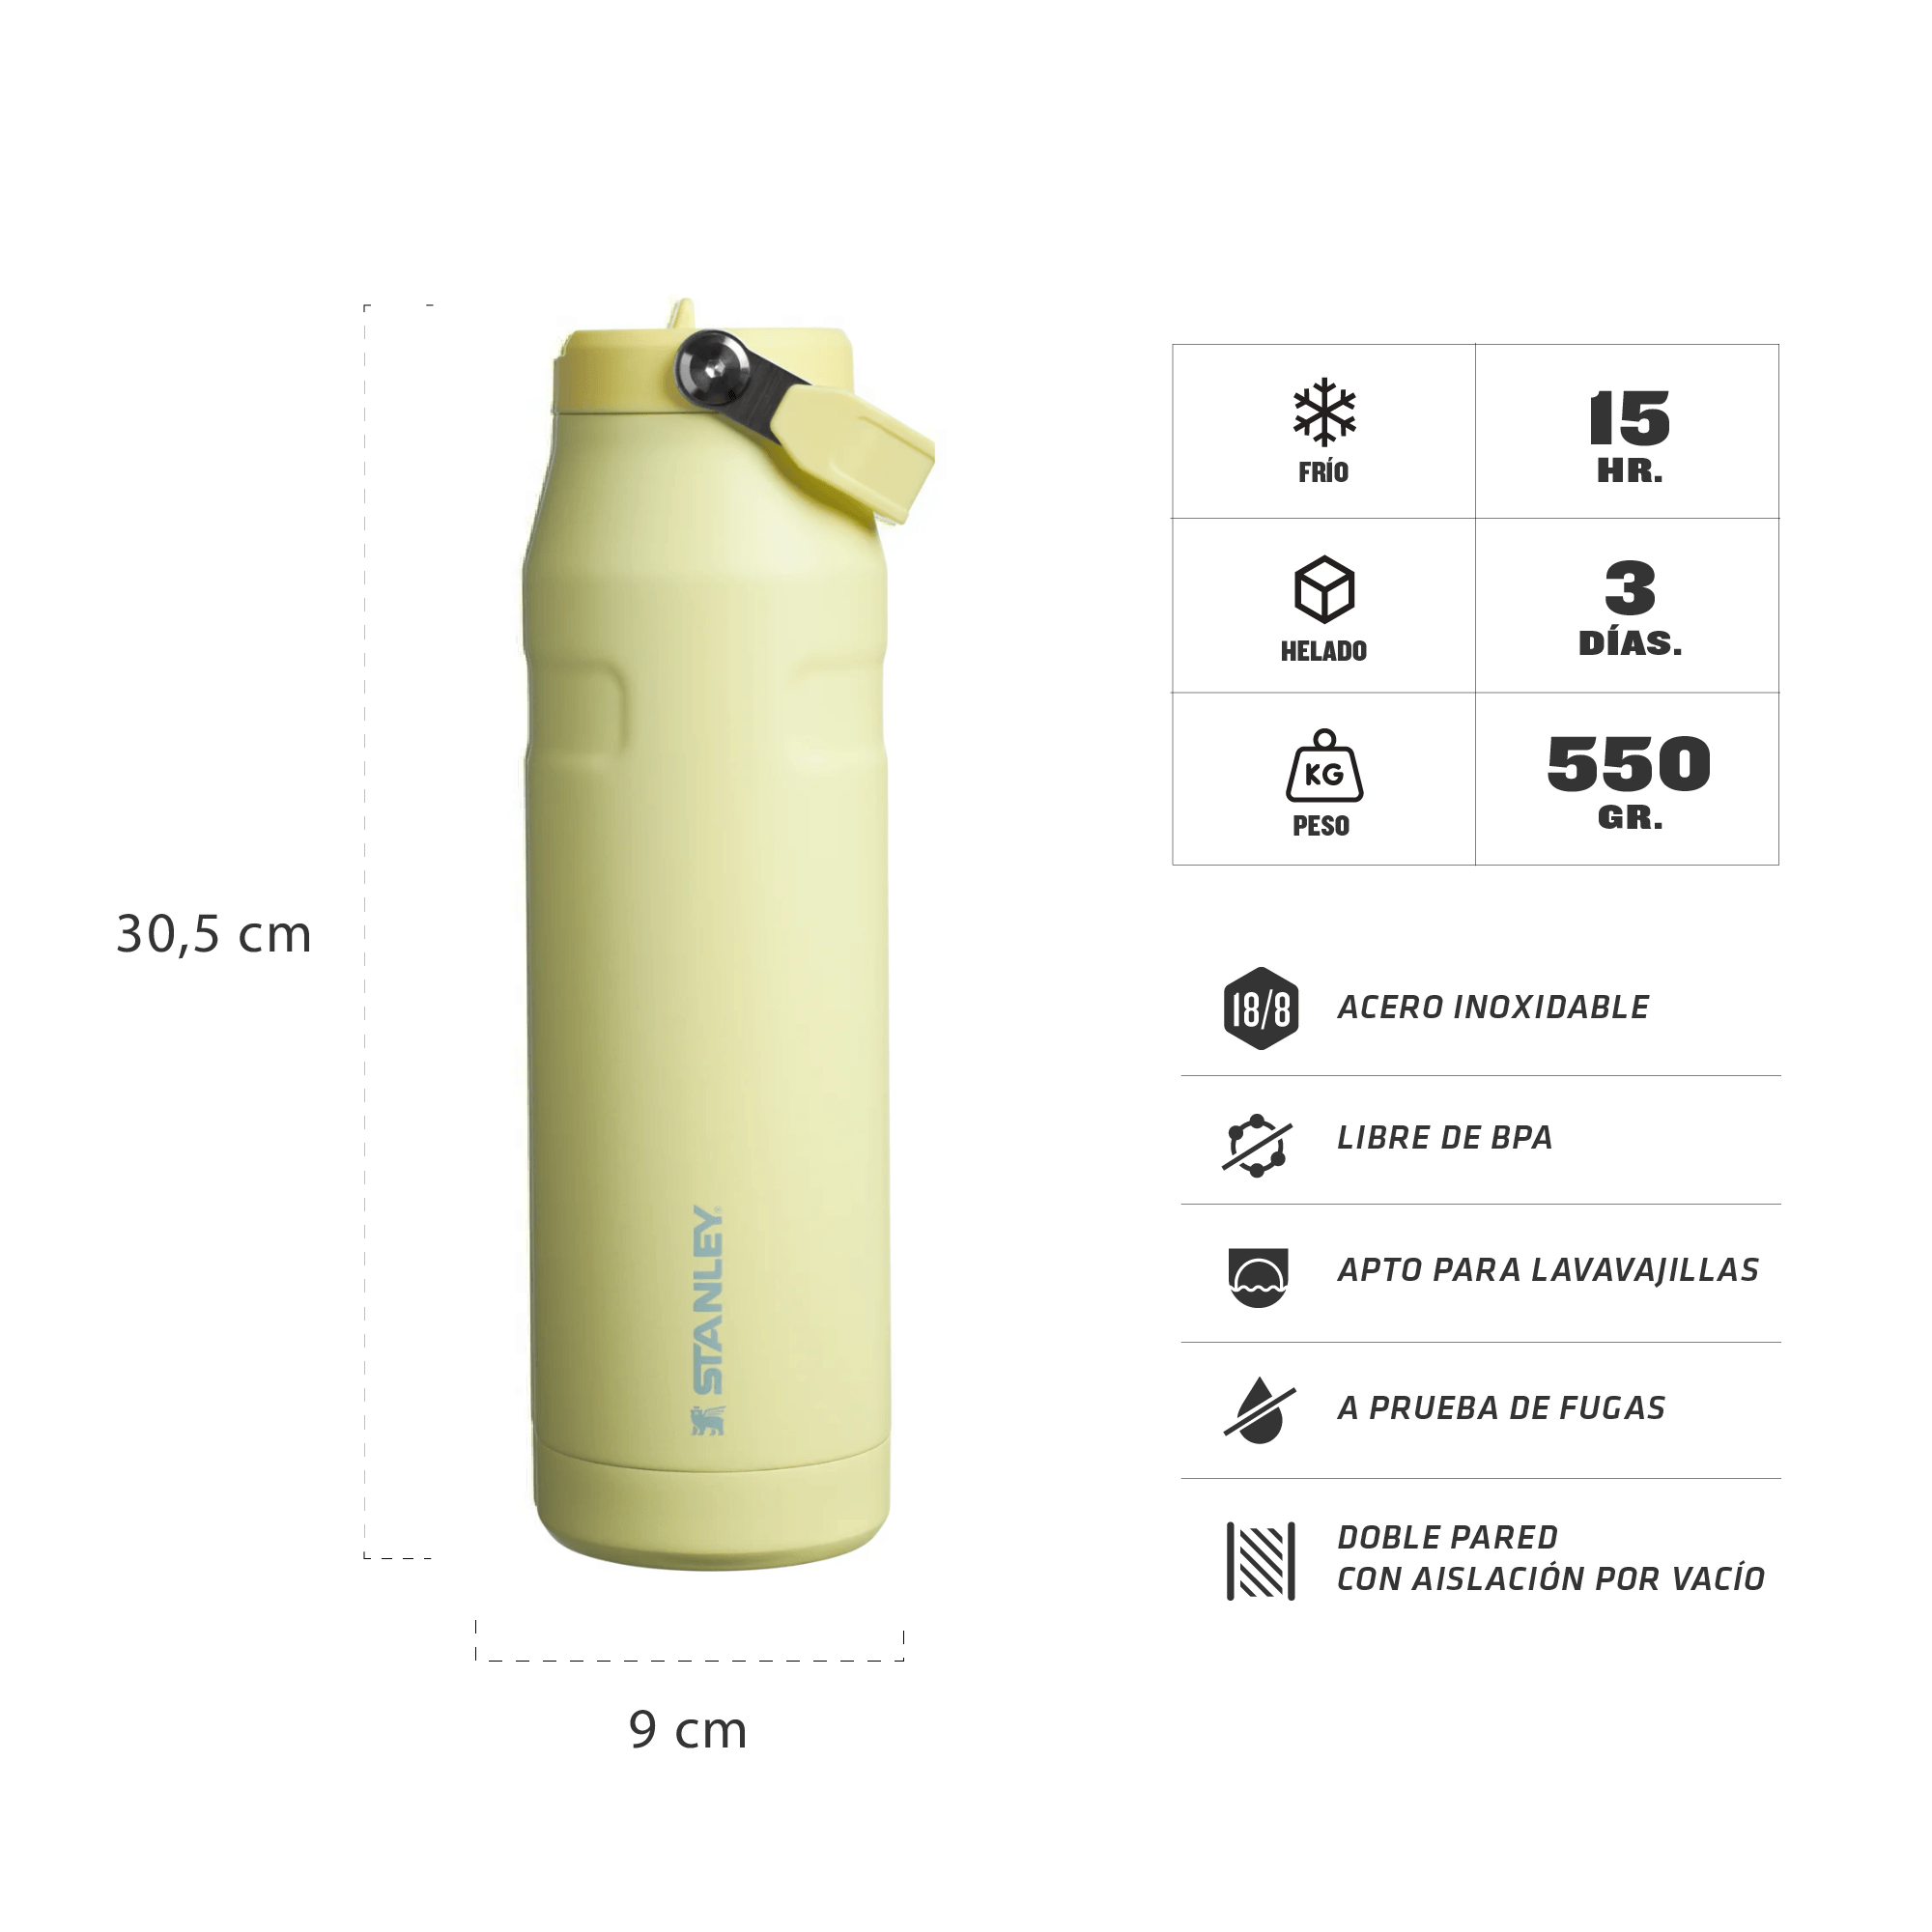 30,5 cm
9 cm
STANLEY®
FRÍO
15
HR.
HELADO
3
DÍAS.
KG
PESO
550
GR.
18/8
ACERO INOXIDABLE
LIBRE DE BPA
APTO PARA LAVAVAJILLAS
A PRUEBA DE FUGAS
DOBLE PARED
CON AISLACIÓN POR VACÍO